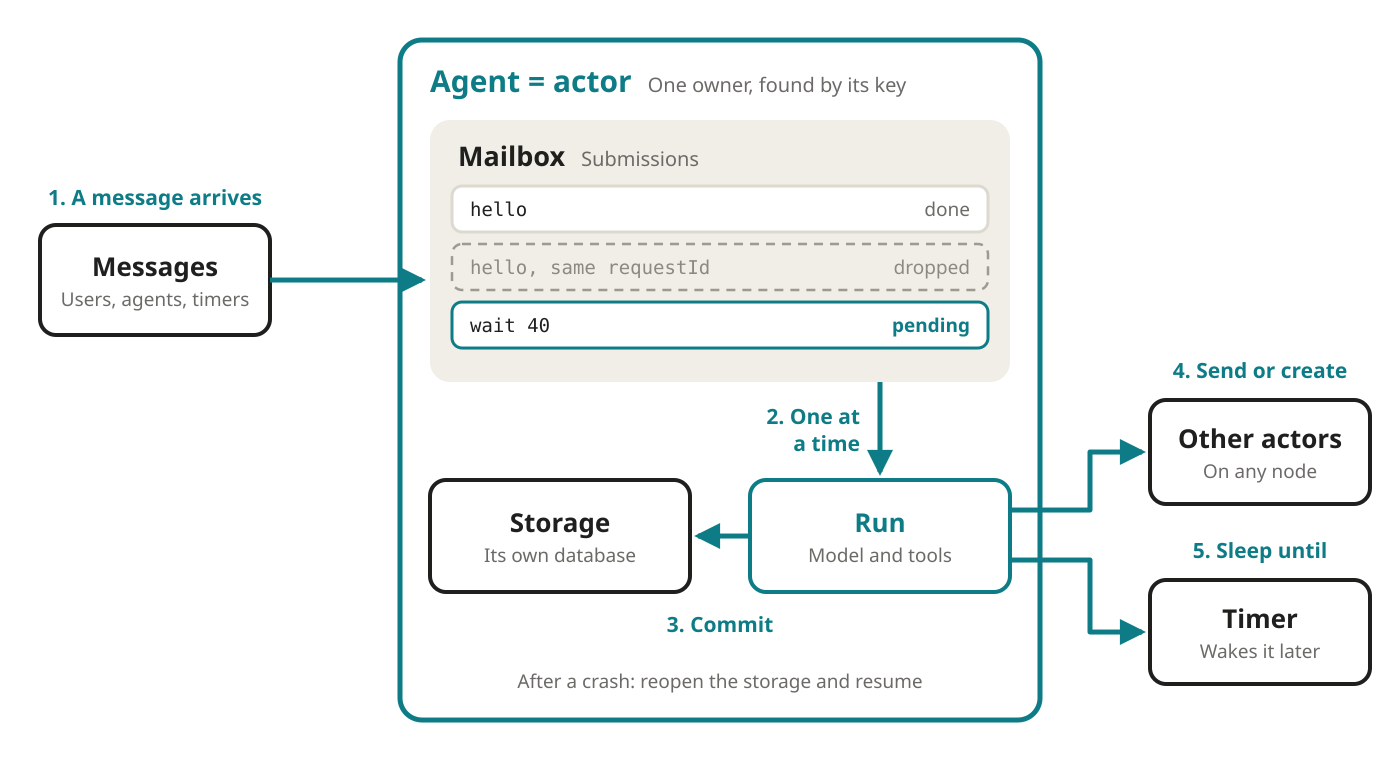 Agent = actor One owner, found by its key
Mailbox Submissions
1. A message arrives
hello done
Messages
Users, agents, timers
hello, same requestId dropped
wait 40 pending
2. One at
a time
4. Send or create
Other actors
On any node
Storage
Its own database
Run
Model and tools
3. Commit
5. Sleep until
Timer
Wakes it later
After a crash: reopen the storage and resume